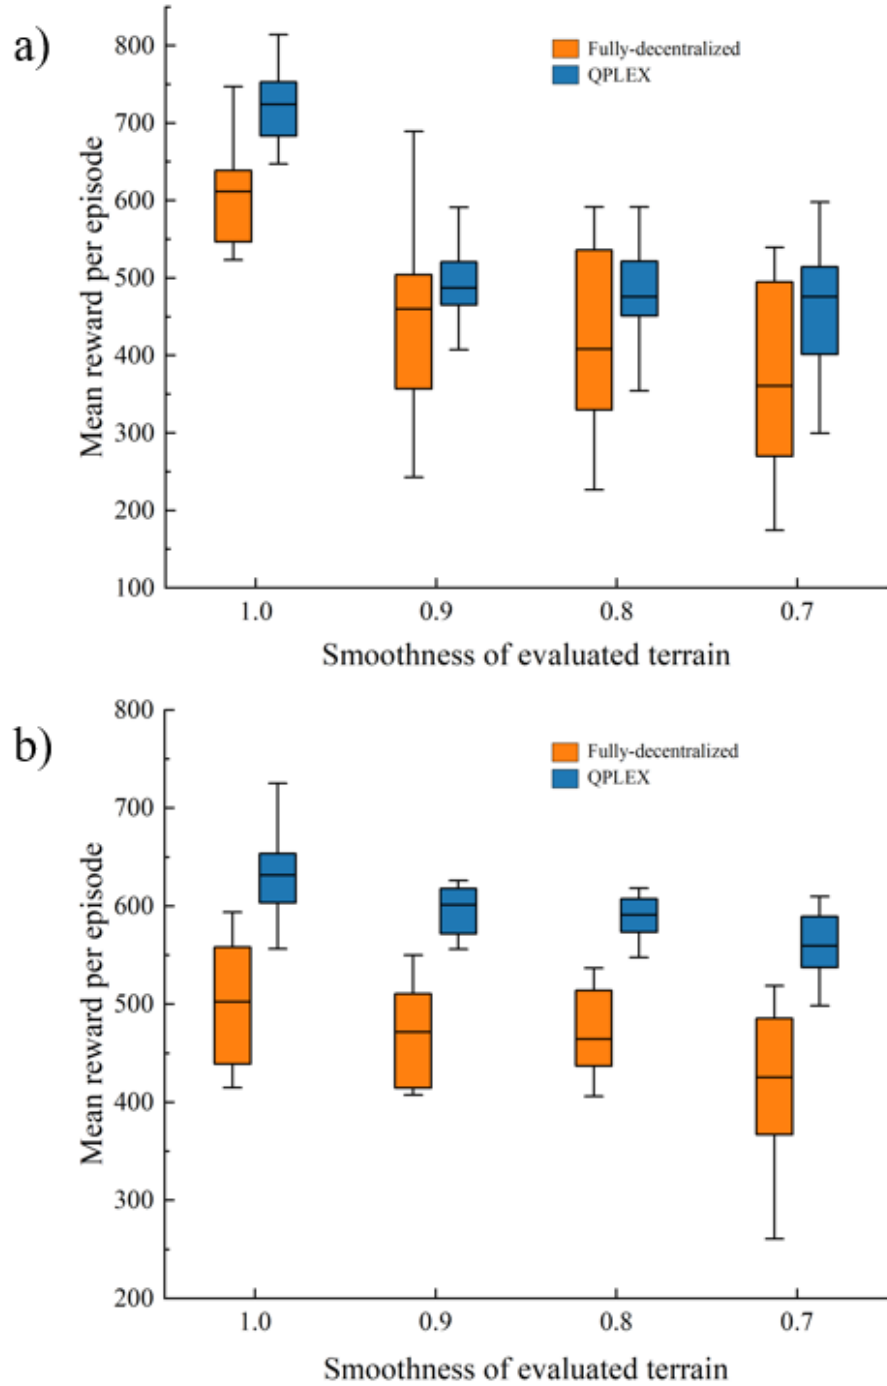 a)
Fully-decentralized
QPLEX
Mean reward per episode
800
700
600
500
400
300
200
100
1.0 0.9 0.8 0.7
Smoothness of evaluated terrain
b)
Fully-decentralized
QPLEX
Mean reward per episode
800
700
600
500
400
300
200
1.0 0.9 0.8 0.7
Smoothness of evaluated terrain